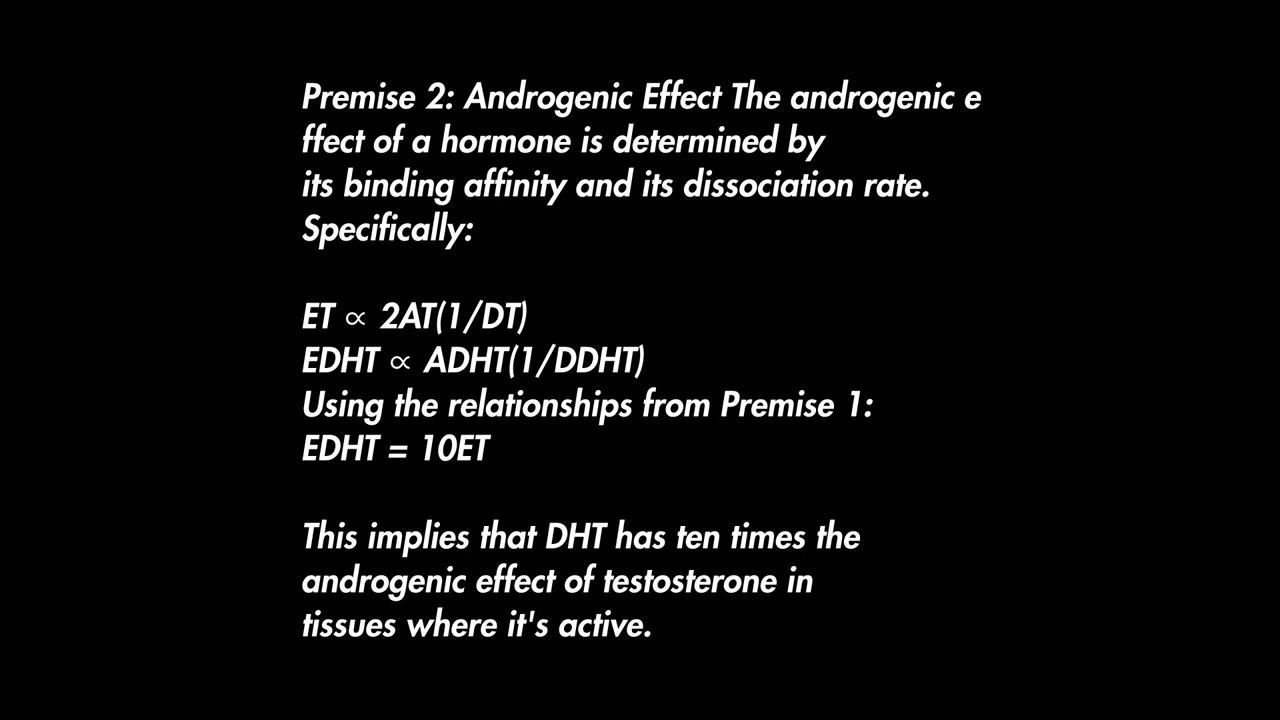 Premise 2: Androgenic Effect The androgenic e
ffect of a hormone is determined by
its binding affinity and its dissociation rate.
Specifically:
ET ∝ 2AT(1/DT)
EDHT ∝ ADHT(1/DDHT)
Using the relationships from Premise 1:
EDHT = 10ET
This implies that DHT has ten times the
androgenic effect of testosterone in
tissues where it's active.